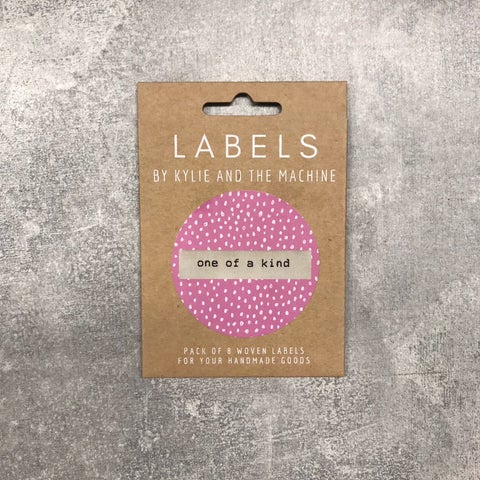 LABELS
BY KYLIE AND THE MACHINE
one of a kind
PACK OF 8 WOVEN LABELS
FOR YOUR HANDMADE GOODS